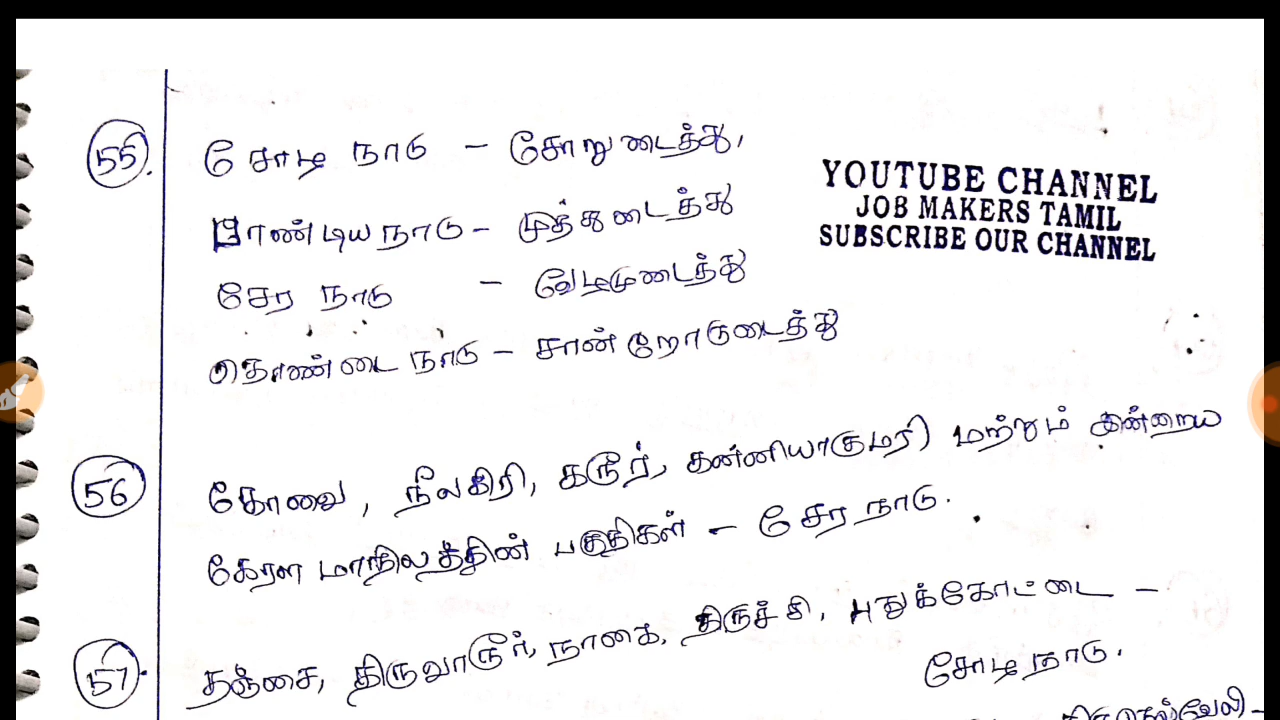 55. சோழ நாடு - சோறுடைத்து,
பாண்டிய நாடு - முத்துடைத்து
சேர நாடு - வேழமுடைத்து
தொண்டை நாடு - சான்றோருடைத்து
YOUTUBE CHANNEL
JOB MAKERS TAMIL
SUBSCRIBE OUR CHANNEL
56 கோவை, நீலகிரி, கரூர், கன்னியாகுமரி மற்றும் இன்றைய
கேரள மாநிலத்தின் பகுதிகள் - சேர நாடு.
57. தஞ்சை, திருவாரூர், நாகை, திருச்சி, புதுக்கோட்டை -
சோழ நாடு.
திருநெல்வேலி -